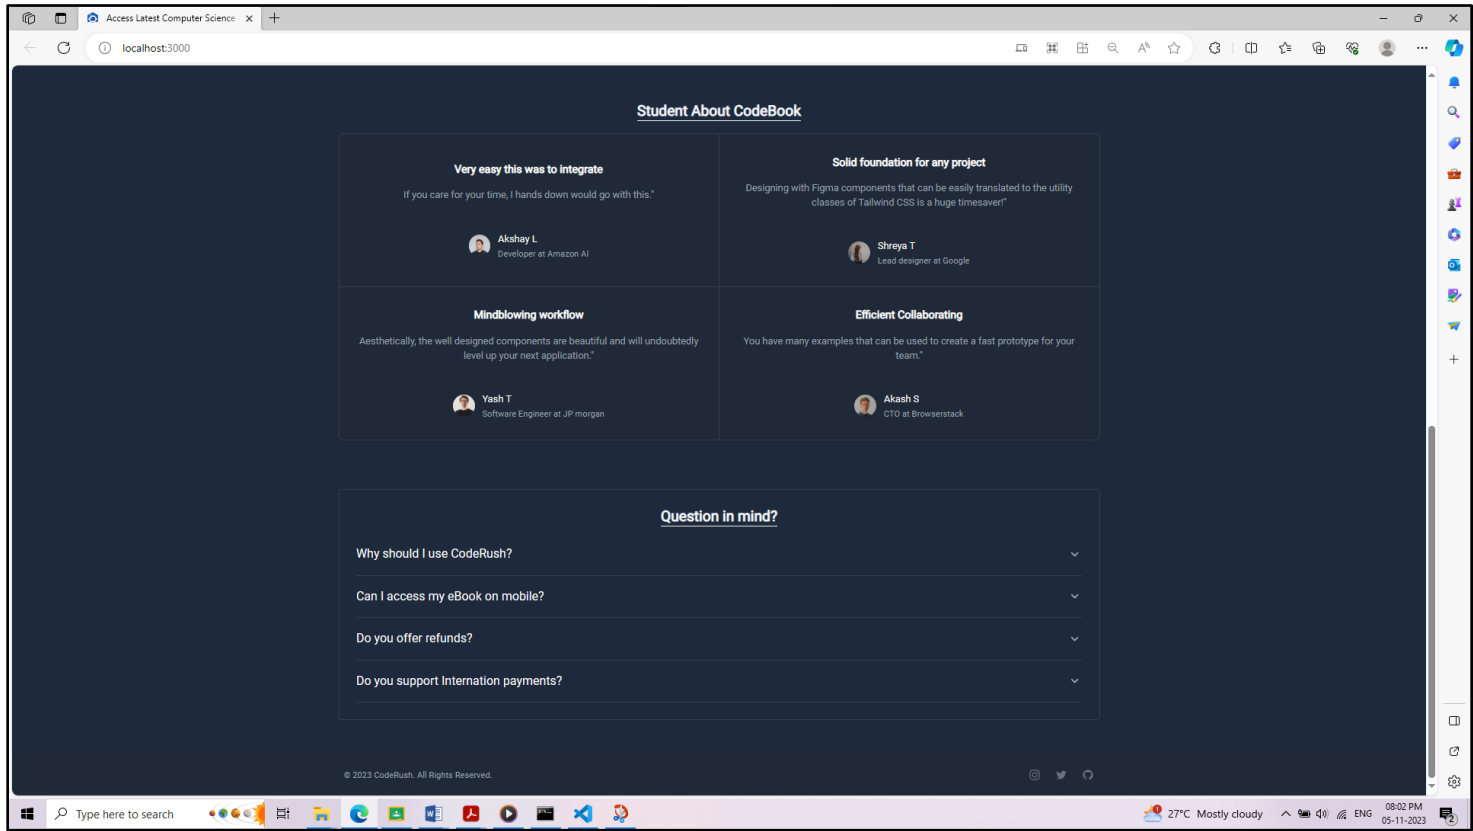 Access Latest Computer Science
localhost:3000
Student About CodeBook
Very easy this was to integrate
If you care for your time, I hands down would go with this."
Akshay L
Developer at Amazon AI
Solid foundation for any project
Designing with Figma components that can be easily translated to the utility
classes of Tailwind CSS is a huge timesaver!"
Shreya T
Lead designer at Google
Mindblowing workflow
Aesthetically, the well designed components are beautiful and will undoubtedly
level up your next application."
Yash T
Software Engineer at JP morgan
Efficient Collaborating
You have many examples that can be used to create a fast prototype for your
team."
Akash S
CTO at Browserstack
Question in mind?
Why should I use CodeRush?
Can I access my eBook on mobile?
Do you offer refunds?
Do you support Internation payments?
© 2023 CodeRush. All Rights Reserved.
Type here to search
27°C Mostly cloudy
ENG
08:02 PM
05-11-2023
2